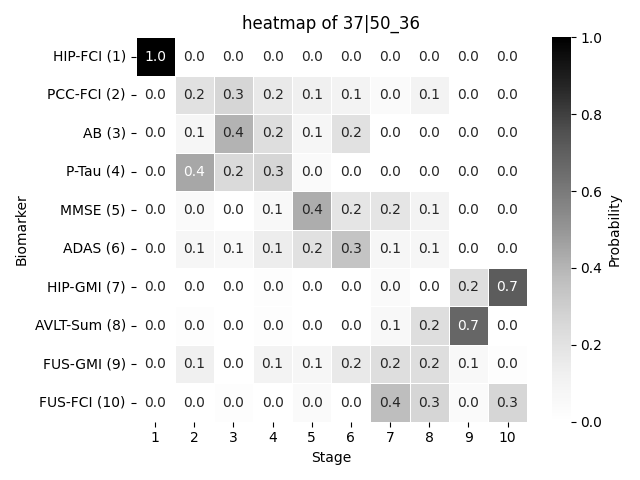 heatmap of 37|50_36
HIP-FCI (1) 1.0 0.0 0.0 0.0 0.0 0.0 0.0 0.0 0.0 0.0
PCC-FCI (2) 0.0 0.2 0.3 0.2 0.1 0.1 0.0 0.1 0.0 0.0
AB (3) 0.0 0.1 0.4 0.2 0.1 0.2 0.0 0.0 0.0 0.0
P-Tau (4) 0.0 0.4 0.2 0.3 0.0 0.0 0.0 0.0 0.0 0.0
MMSE (5) 0.0 0.0 0.0 0.1 0.4 0.2 0.2 0.1 0.0 0.0
ADAS (6) 0.0 0.1 0.1 0.1 0.2 0.3 0.1 0.1 0.0 0.0
HIP-GMI (7) 0.0 0.0 0.0 0.0 0.0 0.0 0.0 0.0 0.2 0.7
AVLT-Sum (8) 0.0 0.0 0.0 0.0 0.0 0.0 0.1 0.2 0.7 0.0
FUS-GMI (9) 0.0 0.1 0.0 0.1 0.1 0.2 0.2 0.2 0.1 0.0
FUS-FCI (10) 0.0 0.0 0.0 0.0 0.0 0.0 0.4 0.3 0.0 0.3
1 2 3 4 5 6 7 8 9 10
Stage
Biomarker
1.0
0.8
0.6
0.4
0.2
0.0
Probability